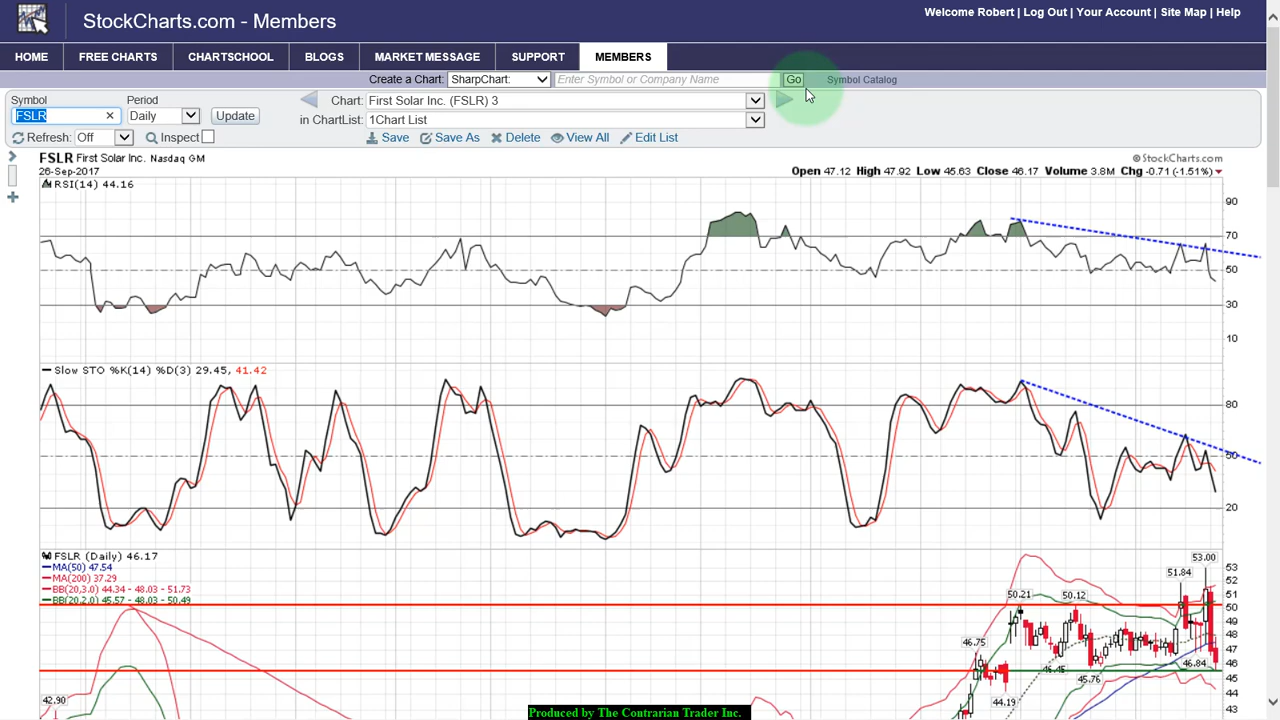 StockCharts.com - Members
Welcome Robert | Log Out | Your Account | Site Map | Help
HOME FREE CHARTS CHARTSCHOOL BLOGS MARKET MESSAGE SUPPORT MEMBERS
Create a Chart: SharpChart: Enter Symbol or Company Name Go Symbol Catalog
Symbol Period Chart: First Solar Inc. (FSLR) 3
FSLR × Daily Update in ChartList: 1Chart List
Refresh: Off Inspect Save Save As Delete View All Edit List
FSLR First Solar Inc. Nasdaq GM © StockCharts.com
26-Sep-2017 Open 47.12 High 47.92 Low 45.63 Close 46.17 Volume 3.8M Chg -0.71 (-1.51%)
RSI(14) 44.16
90
70
50
30
10
Slow STO %K(14) %D(3) 29.45, 41.42
80
50
20
FSLR (Daily) 46.17
MA(50) 47.54
MA(200) 37.29
BB(20,3.0) 44.34 - 48.03 - 51.73
BB(20,2.0) 45.57 - 48.03 - 50.49
53.00
51.84
50.21 50.12
46.75
46.45 46.84
45.76
44.19
42.90
53
52
51
50
49
48
47
46
45
44
43
Produced by The Contrarian Trader Inc.